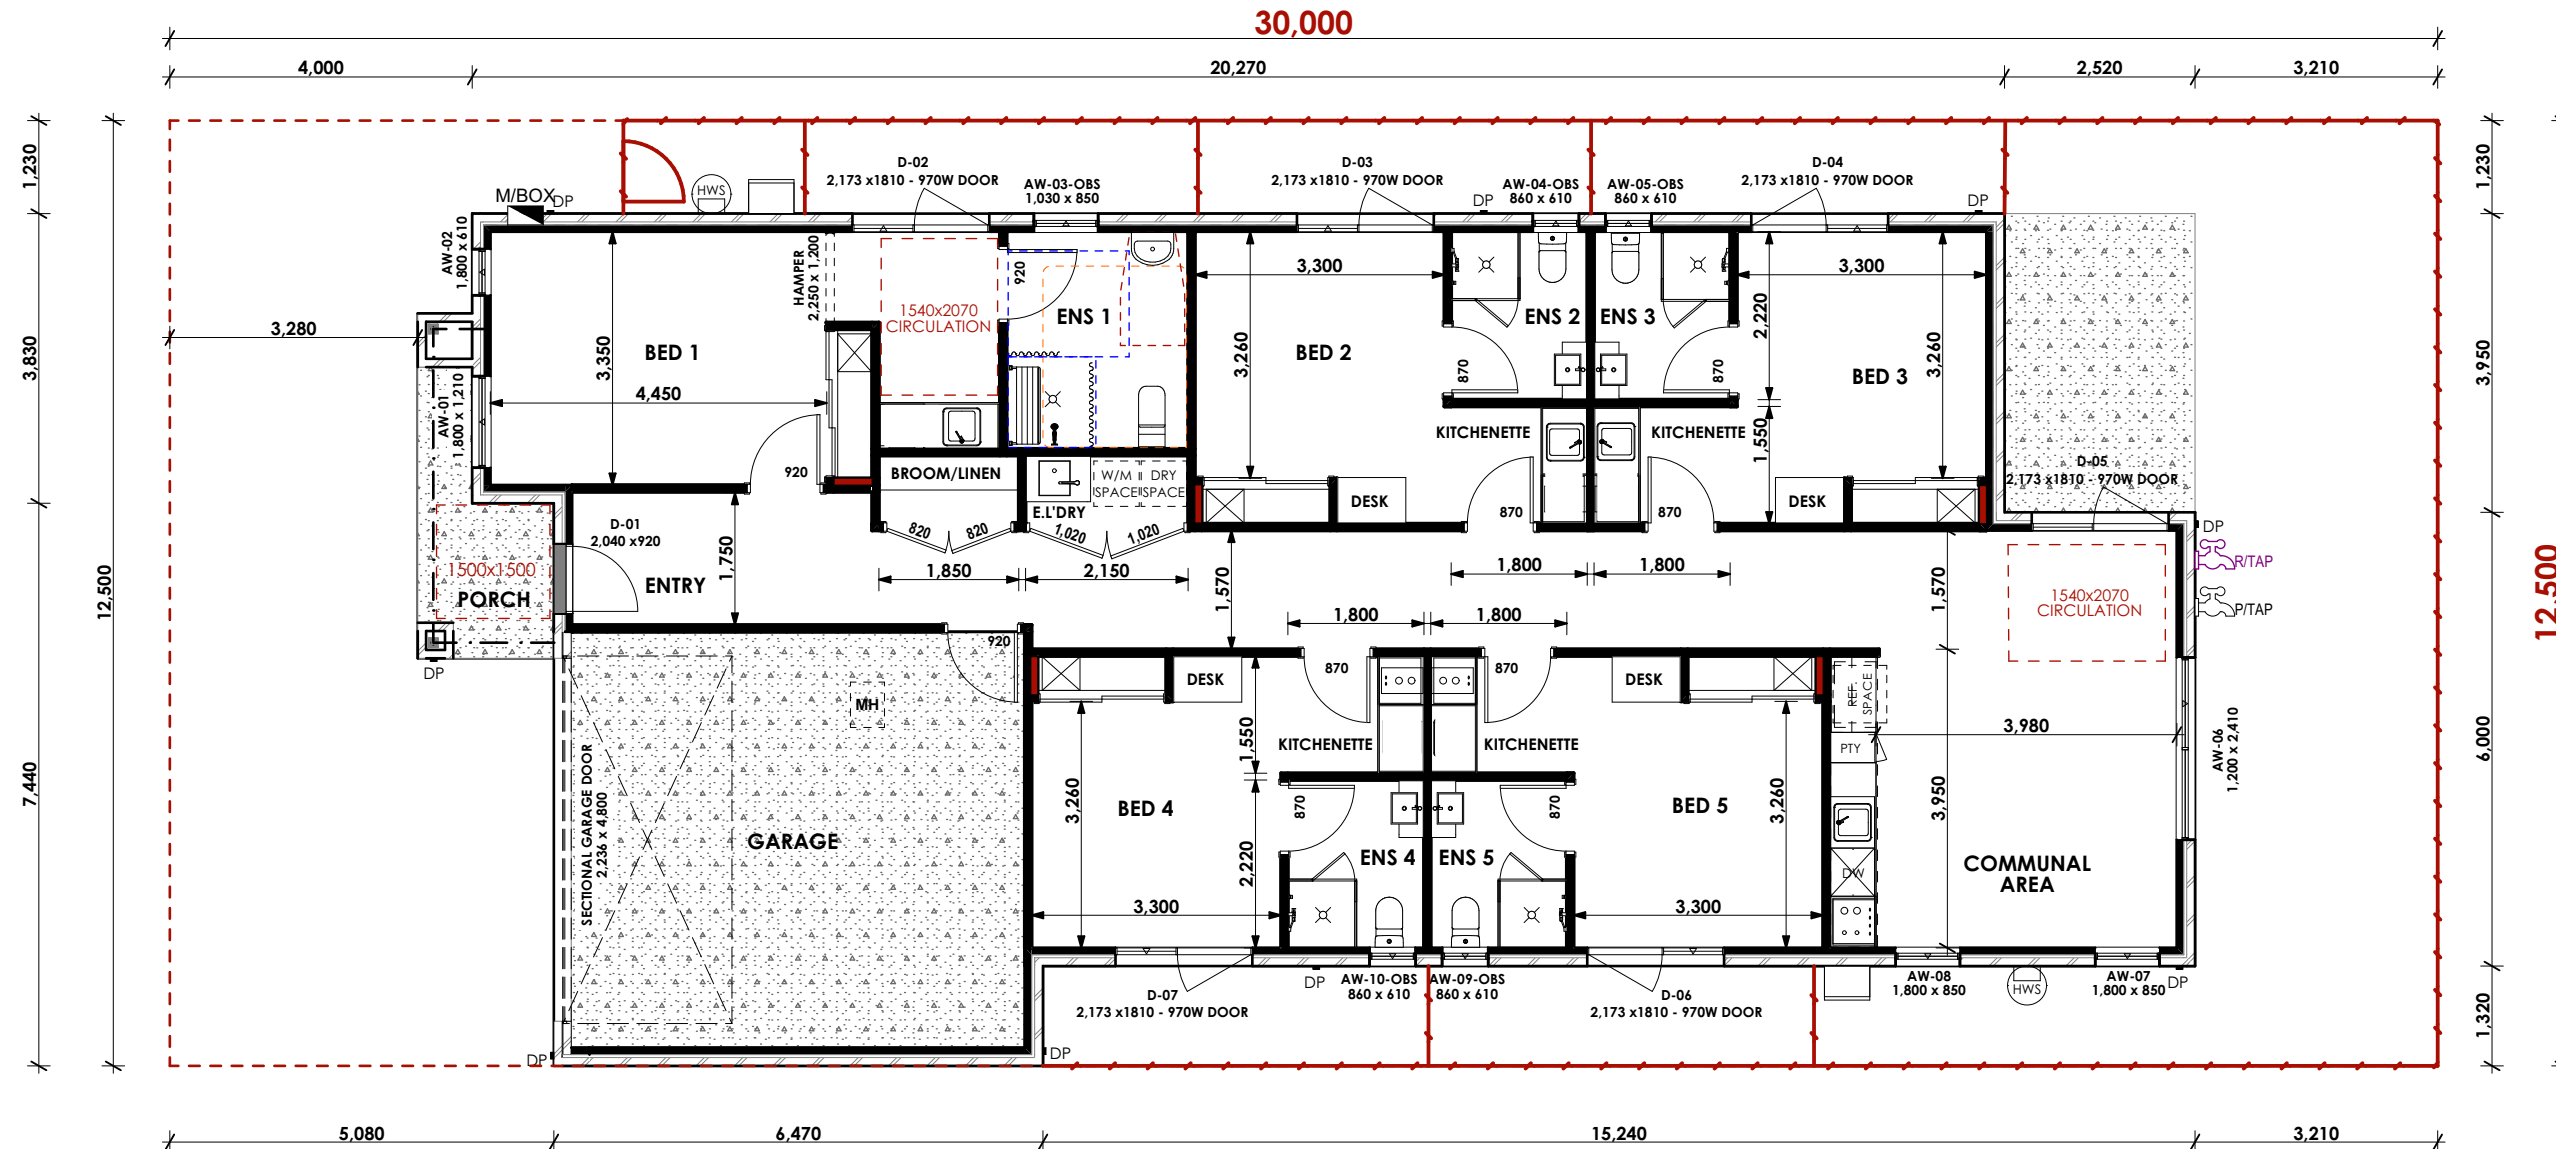 30,000
4,000
20,270
2,520
3,210
1,230
3,830
7,440
12,500
1,230
3,950
6,000
1,320
12,500
M/BOX
DP
HWS
D-02
2,173 x1810 - 970W DOOR
AW-03-OBS
1,030 x 850
D-03
2,173 x1810 - 970W DOOR
DP
AW-04-OBS
860 x 610
AW-05-OBS
860 x 610
D-04
2,173 x1810 - 970W DOOR
DP
AW-02
1,800 x 610
HAMPER
2,250 x 1,200
920
3,280
BED 1
3,350
4,450
1540x2070
CIRCULATION
ENS 1
3,300
BED 2
3,260
ENS 2
870
ENS 3
870
2,220
3,300
BED 3
3,260
AW-01
1,800 x 1,210
920
BROOM/LINEN
820
820
W/M
SPACE
DRY
SPACE
E.L'DRY
1,020
1,020
DESK
KITCHENETTE
870
KITCHENETTE
870
1,550
DESK
D-05
2,173 x1810 - 970W DOOR
DP
D-01
2,040 x920
1500x1500
PORCH
DP
ENTRY
1,750
1,850
2,150
1,570
1,800
1,800
1,800
1,800
1,570
1540x2070
CIRCULATION
R/TAP
P/TAP
920
MH
SECTIONAL GARAGE DOOR
2,236 x 4,800
GARAGE
DESK
870
870
DESK
KITCHENETTE
1,550
KITCHENETTE
REF.
SPACE
PTY
DW
3,980
3,950
AW-06
1,200 x 2,410
BED 4
3,260
870
2,220
ENS 4
ENS 5
870
BED 5
3,260
COMMUNAL
AREA
3,300
3,300
DP
DP
D-07
2,173 x1810 - 970W DOOR
DP
AW-10-OBS
860 x 610
AW-09-OBS
860 x 610
D-06
2,173 x1810 - 970W DOOR
AW-08
1,800 x 850
HWS
AW-07
1,800 x 850
DP
5,080
6,470
15,240
3,210